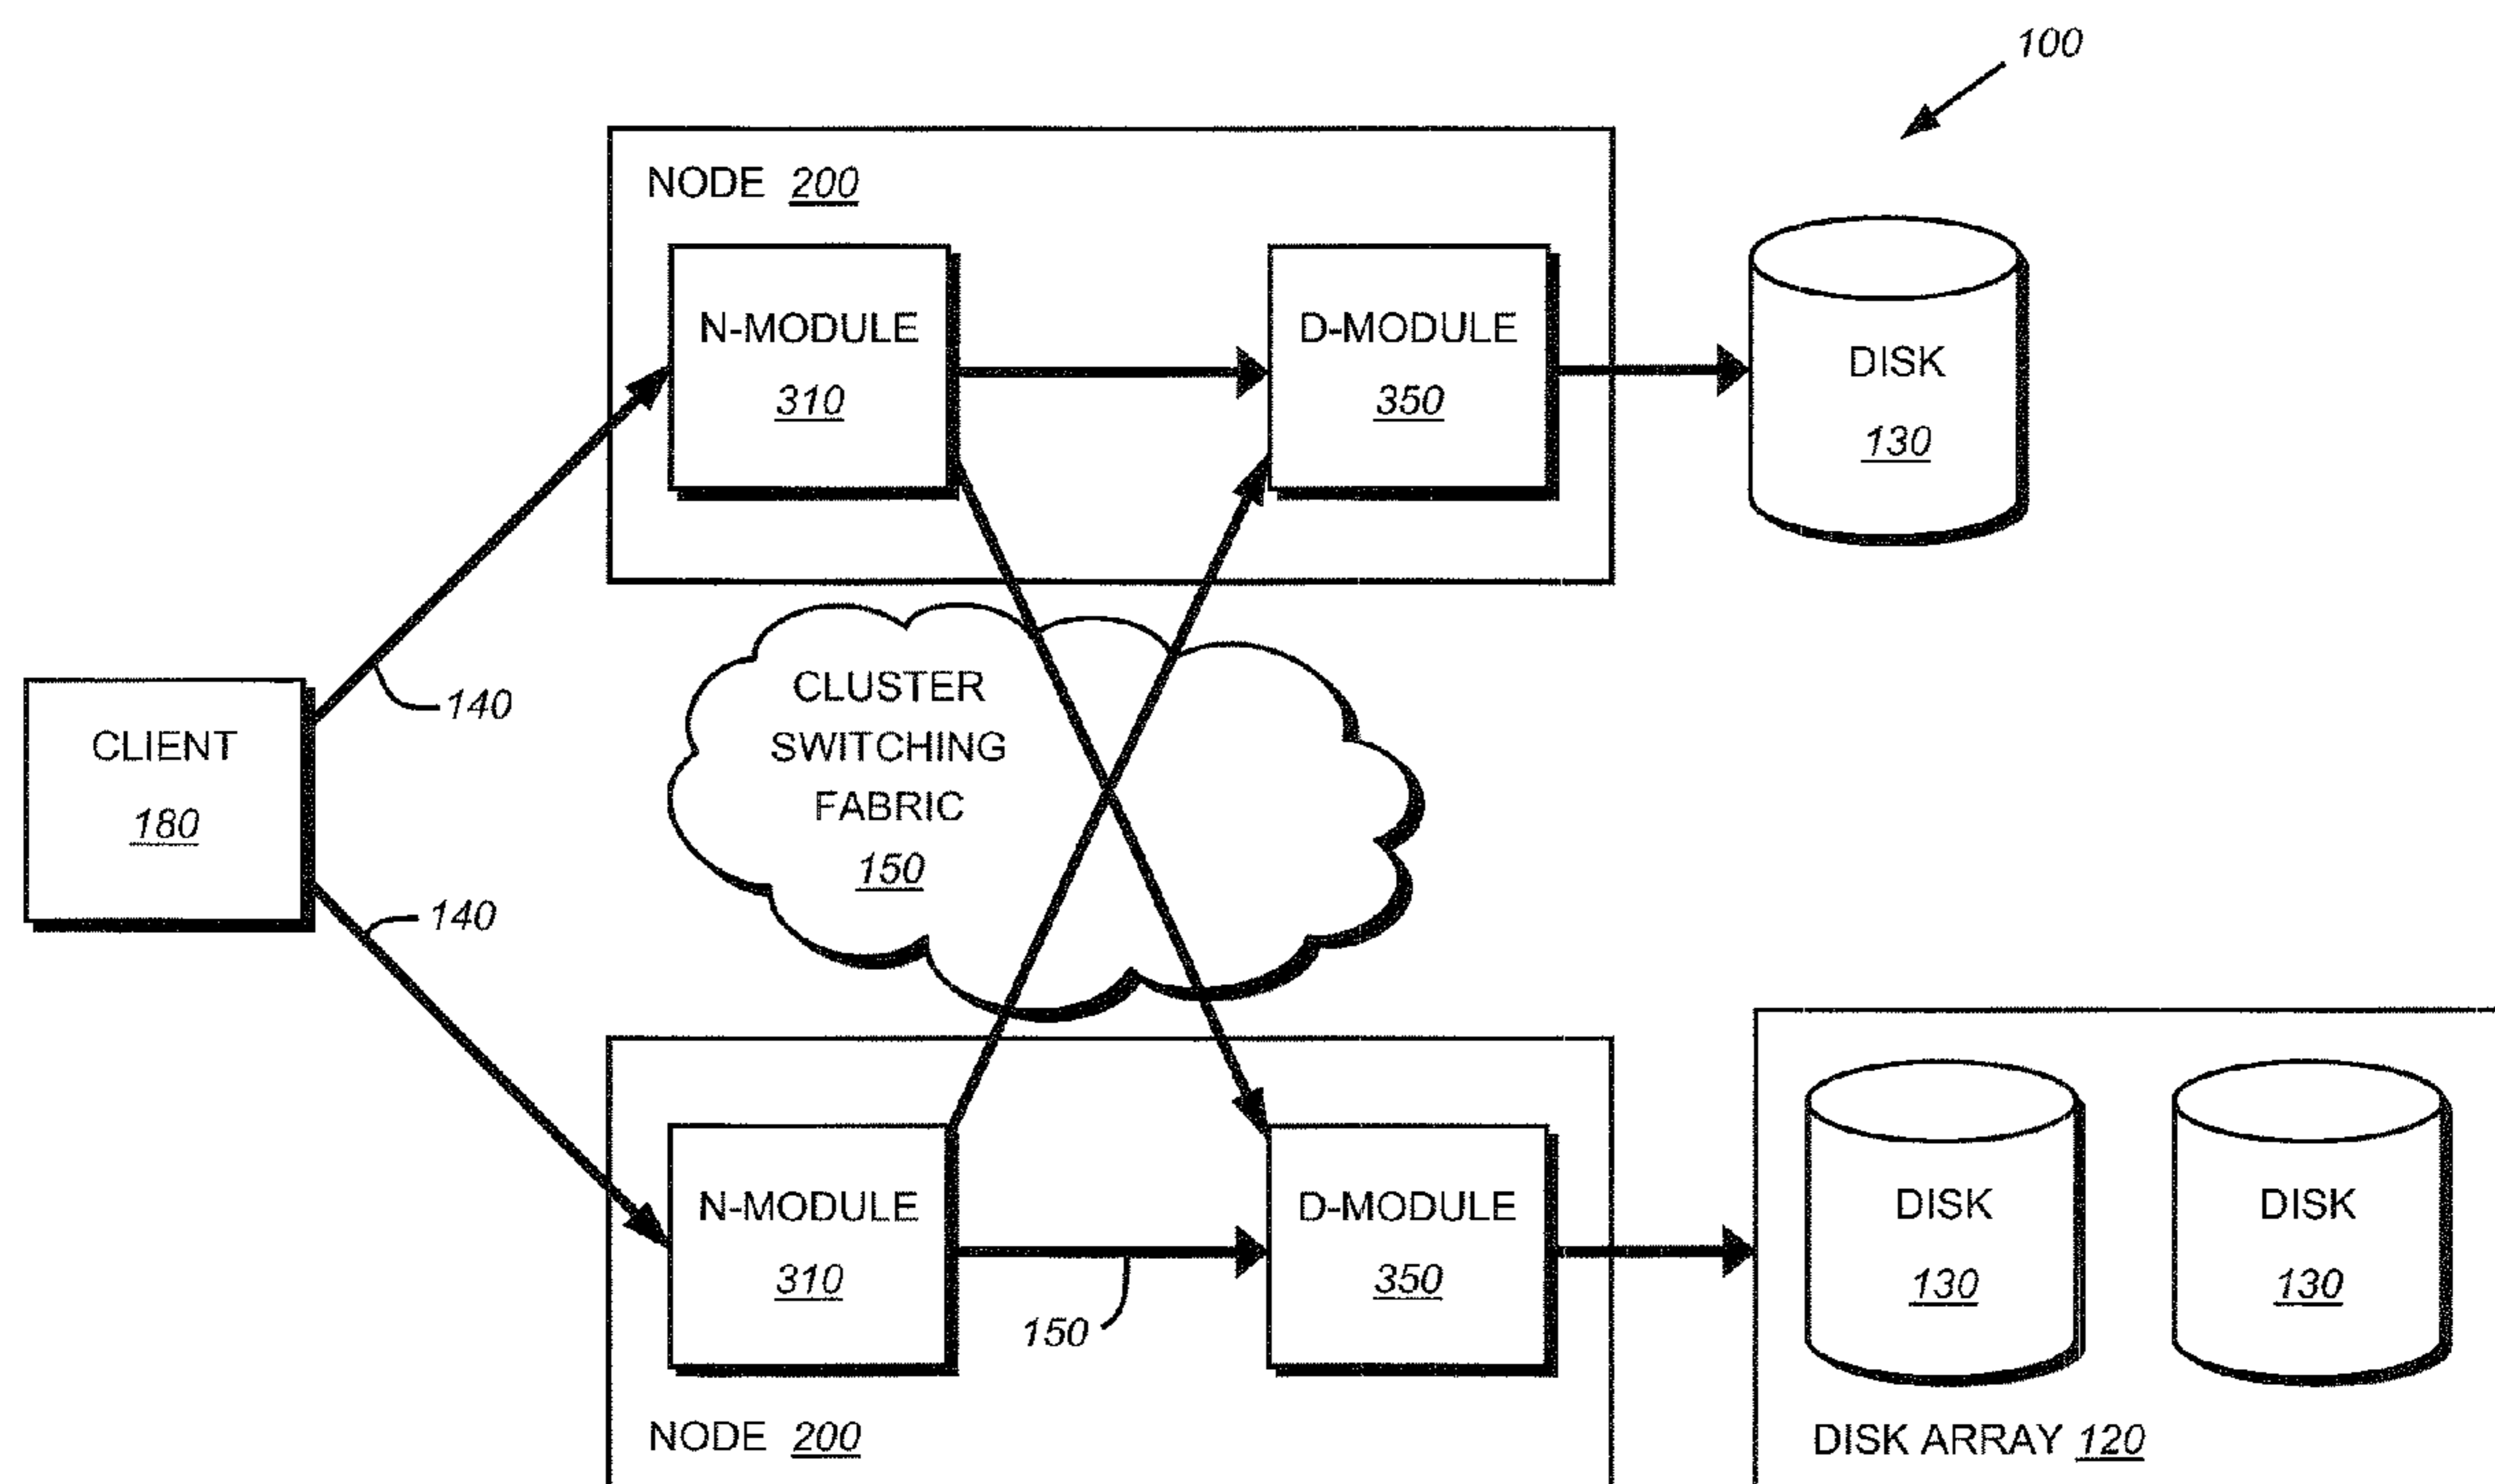 100
NODE 200
N-MODULE
310
D-MODULE
350
DISK
130
CLIENT
180
140
140
CLUSTER
SWITCHING
FABRIC
150
N-MODULE
310
D-MODULE
350
150
NODE 200
DISK
130
DISK
130
DISK ARRAY 120